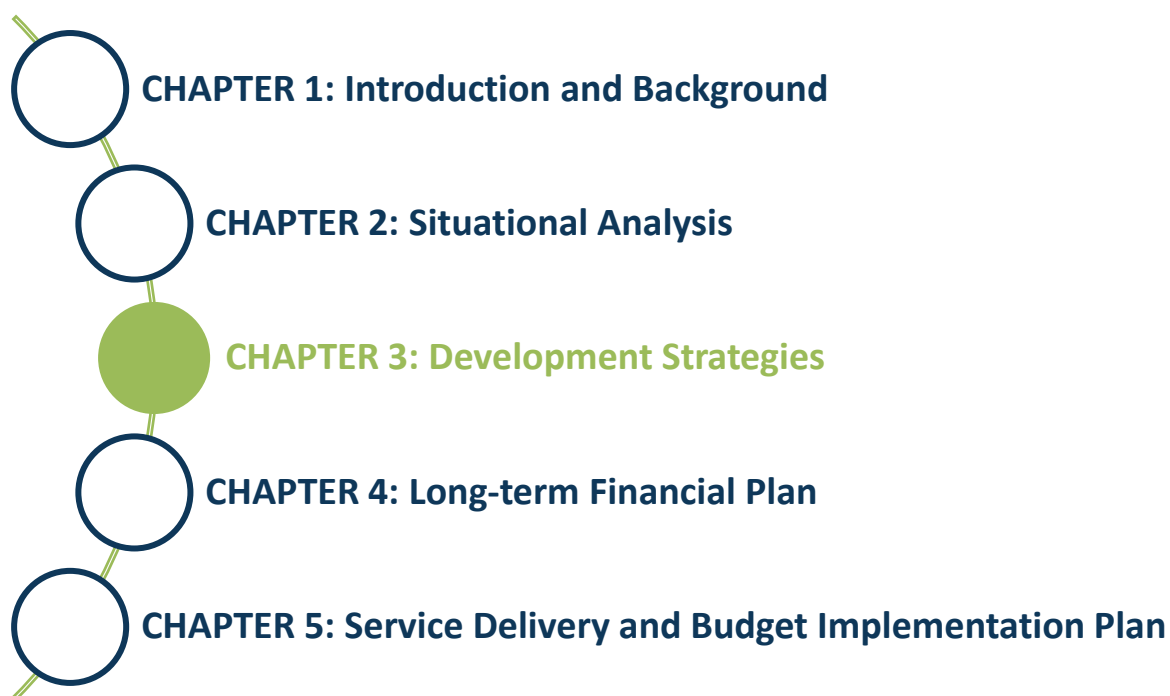 CHAPTER 1: Introduction and Background
CHAPTER 2: Situational Analysis
CHAPTER 3: Development Strategies
CHAPTER 4: Long-term Financial Plan
CHAPTER 5: Service Delivery and Budget Implementation Plan